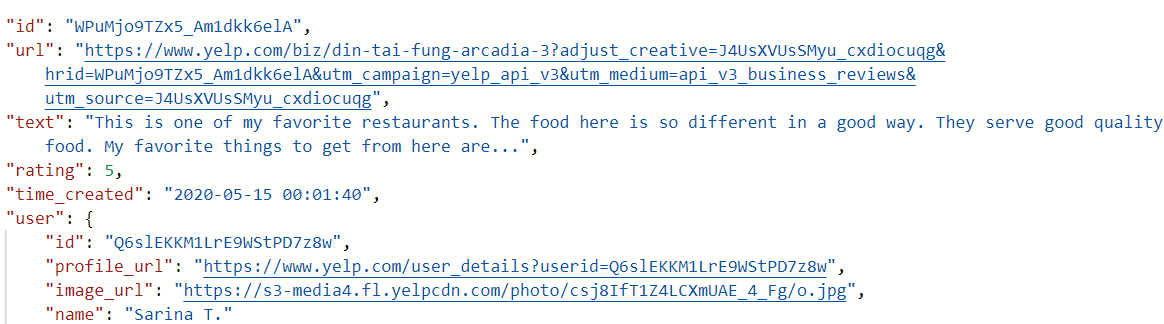 "id": "WPuMjo9TZx5_Am1dkk6elA",
"url": "https://www.yelp.com/biz/din-tai-fung-arcadia-3?adjust_creative=J4UsXVUsSMyu_cxdiocuqg&
hrid=WPuMjo9TZx5_Am1dkk6elA&utm_campaign=yelp_api_v3&utm_medium=api_v3_business_reviews&
utm_source=J4UsXVUsSMyu_cxdiocuqg",
"text": "This is one of my favorite restaurants. The food here is so different in a good way. They serve good quality
food. My favorite things to get from here are...",
"rating": 5,
"time_created": "2020-05-15 00:01:40",
"user": {
"id": "Q6slEKKM1LrE9WStPD7z8w",
"profile_url": "https://www.yelp.com/user_details?userid=Q6slEKKM1LrE9WStPD7z8w",
"image_url": "https://s3-media4.fl.yelpcdn.com/photo/csj8IfT1Z4LCXmUAE_4_Fg/o.jpg",
"name": "Sarina T."